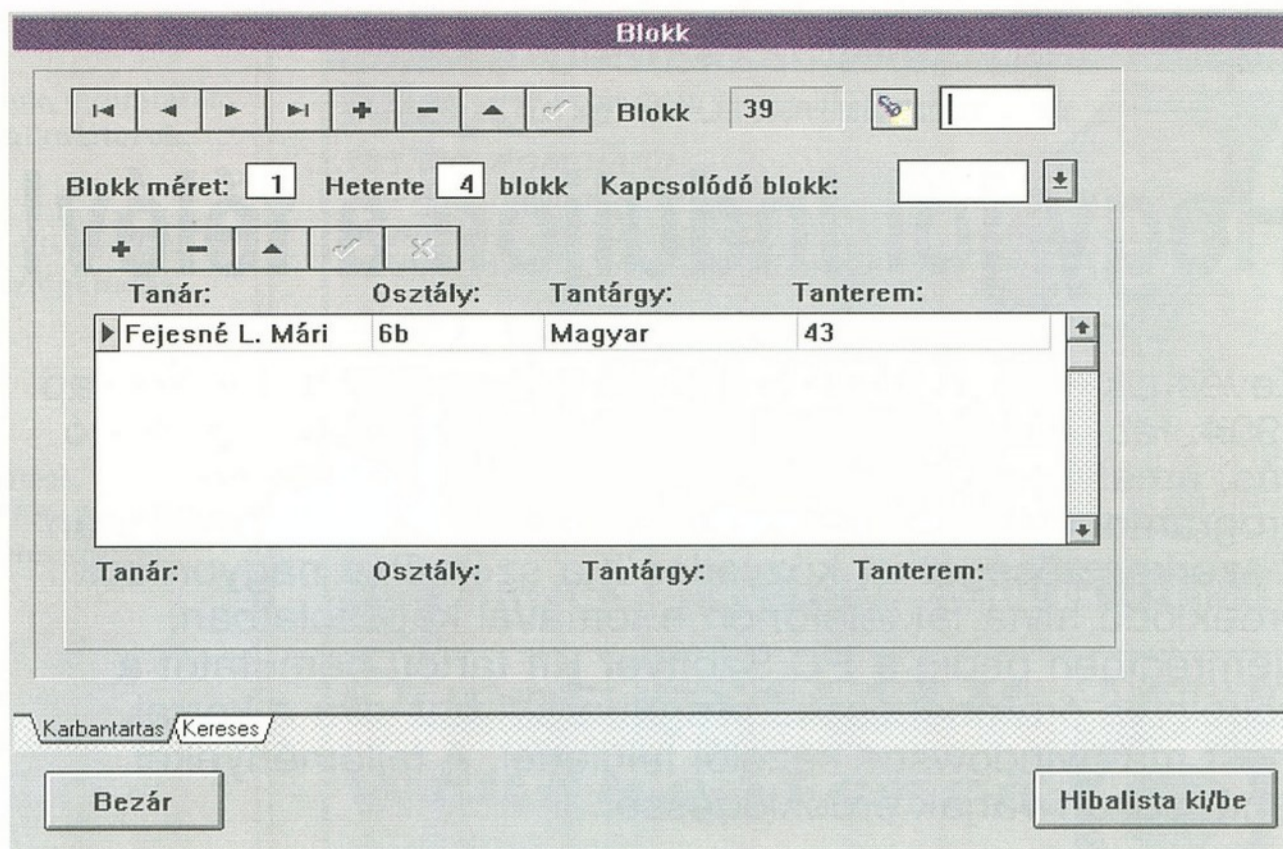 Blokk
Blokk 39
Blokk méret: 1 Hetente 4 blokk Kapcsolódó blokk:
Tanár: Osztály: Tantárgy: Tanterem:
Fejesné L. Mári 6b Magyar 43
Tanár: Osztály: Tantárgy: Tanterem:
Karbantartas Kereses
Bezár Hibalista ki/be